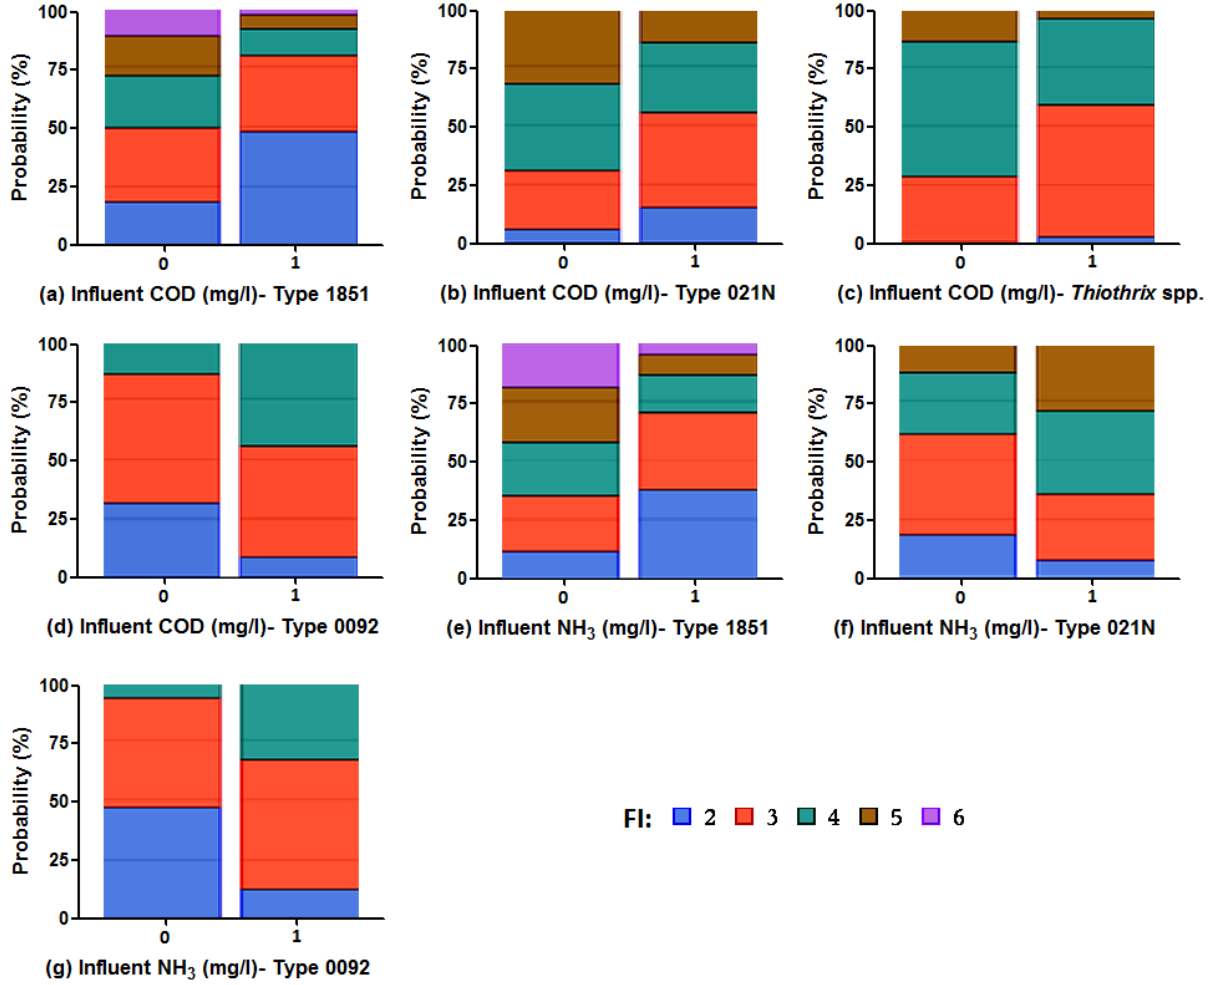 100
75
50
25
0
Probability (%)
0 1
(a) Influent COD (mg/l)- Type 1851
100
75
50
25
0
Probability (%)
0 1
(b) Influent COD (mg/l)- Type 021N
100
75
50
25
0
Probability (%)
0 1
(c) Influent COD (mg/l)- Thiothrix spp.
100
75
50
25
0
Probability (%)
0 1
(d) Influent COD (mg/l)- Type 0092
100
75
50
25
0
Probability (%)
0 1
(e) Influent NH₃ (mg/l)- Type 1851
100
75
50
25
0
Probability (%)
0 1
(f) Influent NH₃ (mg/l)- Type 021N
100
75
50
25
0
Probability (%)
0 1
(g) Influent NH₃ (mg/l)- Type 0092
FI: 2 3 4 5 6